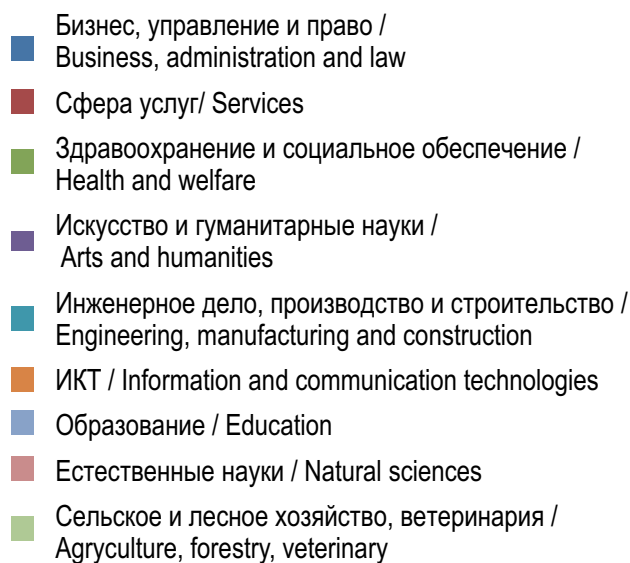 Бизнес, управление и право /
Business, administration and law
Сфера услуг/ Services
Здравоохранение и социальное обеспечение /
Health and welfare
Искусство и гуманитарные науки /
Arts and humanities
Инженерное дело, производство и строительство /
Engineering, manufacturing and construction
ИКТ / Information and communication technologies
Образование / Education
Естественные науки / Natural sciences
Сельское и лесное хозяйство, ветеринария /
Agryculture, forestry, veterinary